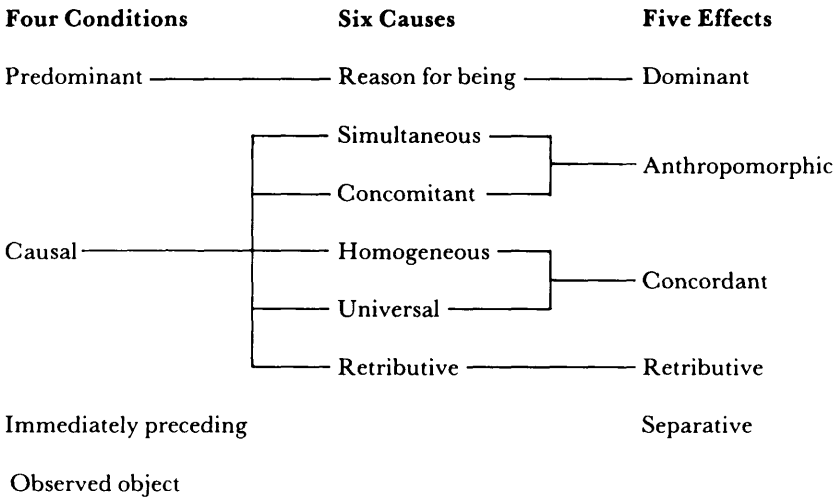 Four Conditions Six Causes Five Effects
Predominant Reason for being Dominant
Simultaneous
Anthropomorphic
Concomitant
Causal Homogeneous
Concordant
Universal
Retributive Retributive
Immediately preceding Separative
Observed object